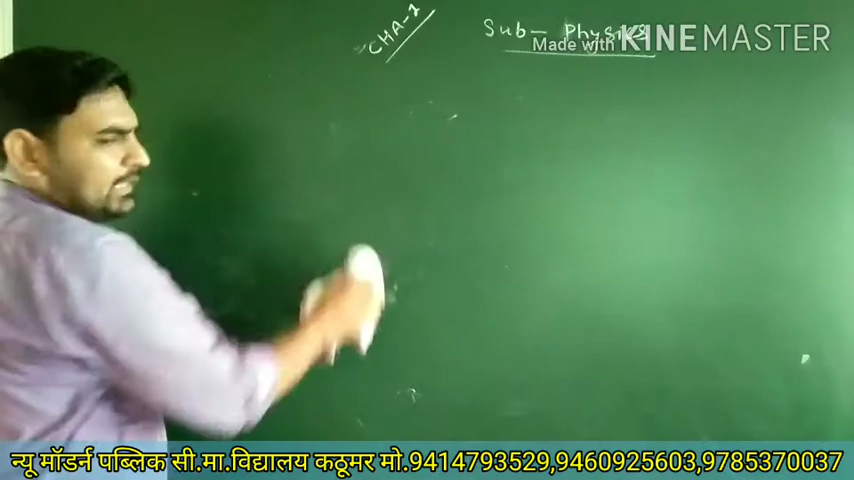 CHA-1
Sub- Physics
Made with KINEMASTER
न्यू मॉडर्न पब्लिक सी.मा.विद्यालय कठूमर मो.9414793529,9460925603,9785370037